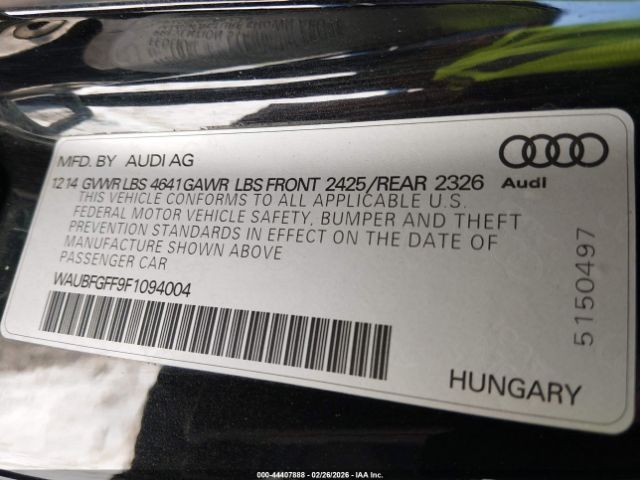 MFD. BY AUDI AG
12 14 GVWR LBS 4641 GAWR LBS FRONT 2425/REAR 2326
THIS VEHICLE CONFORMS TO ALL APPLICABLE U.S.
FEDERAL MOTOR VEHICLE SAFETY, BUMPER AND THEFT
PREVENTION STANDARDS IN EFFECT ON THE DATE OF
MANUFACTURE SHOWN ABOVE
PASSENGER CAR
WAUBFGFF9F1094004
Audi
5150497
HUNGARY
000-44407888 - 02/26/2026 - IAA Inc.